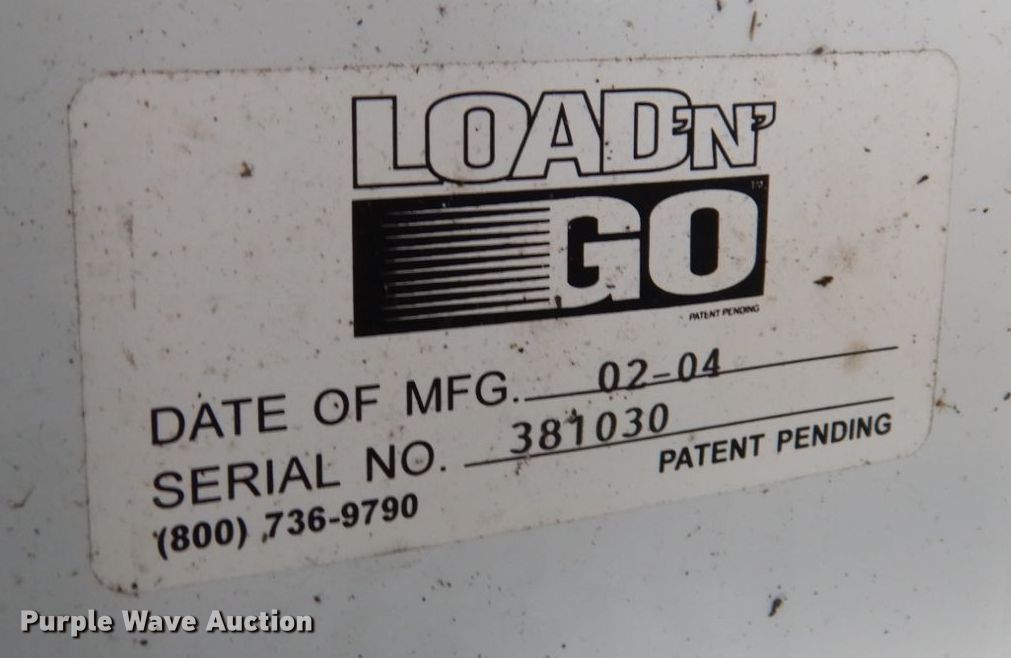 LOAD'N'
GO TM
PATENT PENDING
DATE OF MFG. 02-04
SERIAL NO. 381030
PATENT PENDING
(800) 736-9790
Purple Wave Auction